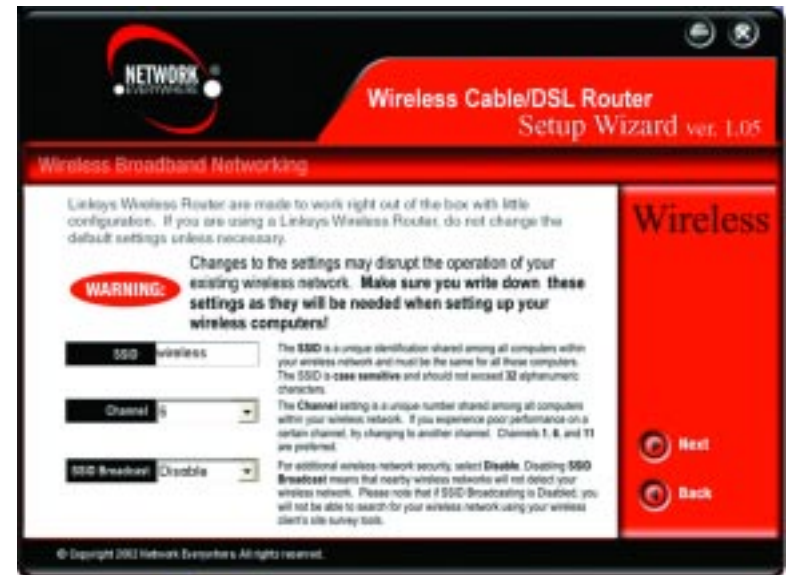 NETWORK
EVERYWHERE
Wireless Cable/DSL Router
Setup Wizard ver. 1.05
Wireless Broadband Networking
Linksys Wireless Router are made to work right out of the box with little
configuration. If you are using a Linksys Wireless Router, do not change the
default settings unless necessary.
Wireless
WARNING:
Changes to the settings may disrupt the operation of your
existing wireless network. Make sure you write down these
settings as they will be needed when setting up your
wireless computers!
SSID wireless
The SSID is a unique identification shared among all computers within
your wireless network and must be the same for all those computers.
The SSID is case sensitive and should not exceed 32 alphanumeric
characters.
Channel 6
The Channel setting is a unique number shared among all computers
within your wireless network. If you experience poor performance on a
certain channel, try changing to another channel. Channels 1, 6, and 11
are preferred.
SSID Broadcast Disable
For additional wireless network security, select Disable. Disabling SSID
Broadcast means that nearby wireless networks will not detect your
wireless network. Please note that if SSID Broadcasting is Disabled, you
will not be able to search for your wireless network using your wireless
client's site survey tools.
Next
Back
© Copyright 2002 Network Everywhere. All rights reserved.